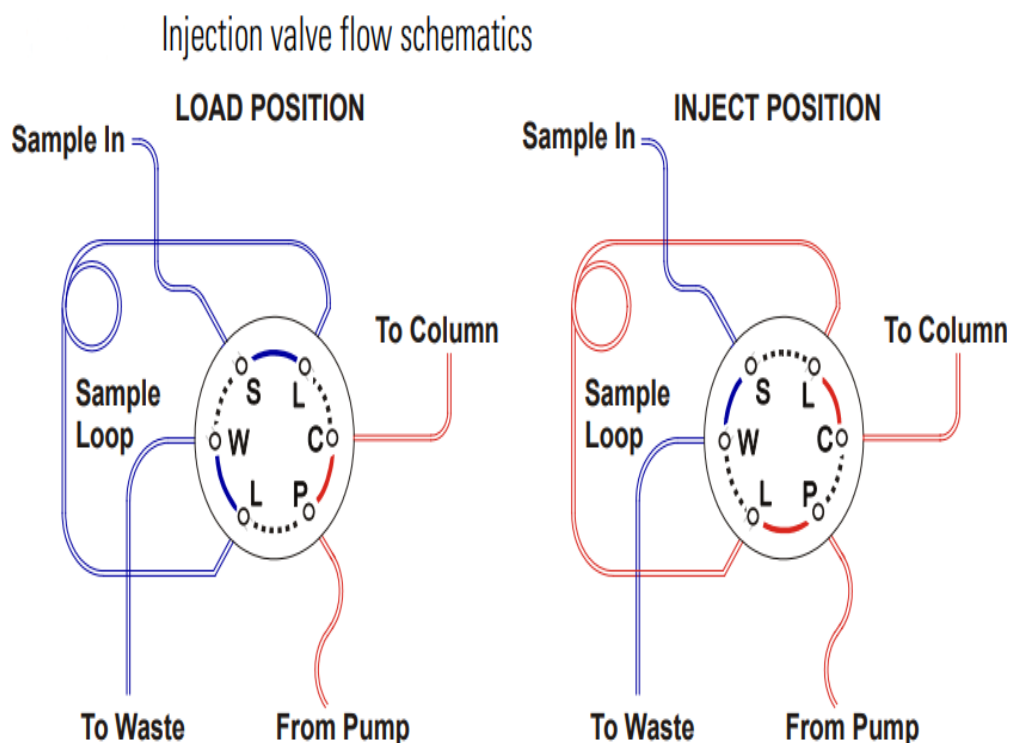 Injection valve flow schematics
LOAD POSITION
Sample In
To Column
Sample
Loop
S
L
W
C
L
P
To Waste
From Pump
INJECT POSITION
Sample In
To Column
Sample
Loop
S
L
W
C
L
P
To Waste
From Pump